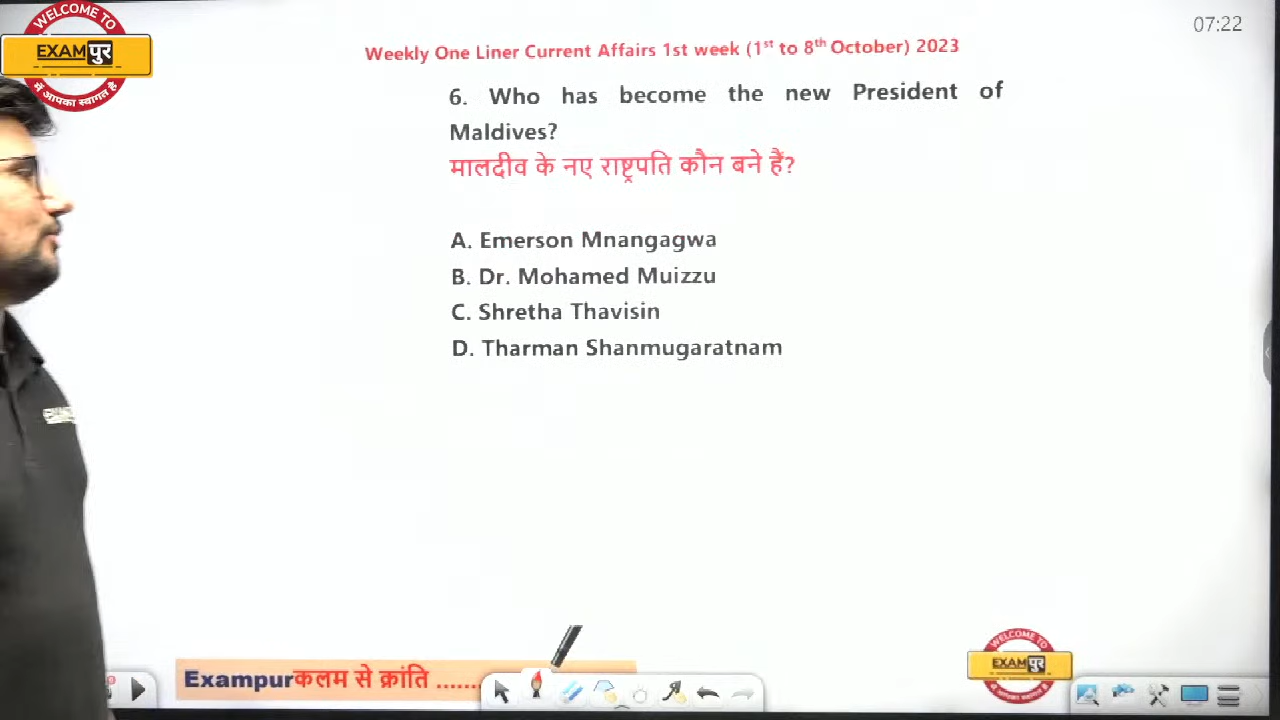 WELCOME TO
EXAMपुर
में आपका स्वागत है
07:22
Weekly One Liner Current Affairs 1st week (1st to 8th October) 2023
6. Who has become the new President of
Maldives?
मालदीव के नए राष्ट्रपति कौन बने हैं?
A. Emerson Mnangagwa
B. Dr. Mohamed Muizzu
C. Shretha Thavisin
D. Tharman Shanmugaratnam
Exampurकलम से क्रांति .......
WELCOME TO
EXAMपुर
में आपका स्वागत है